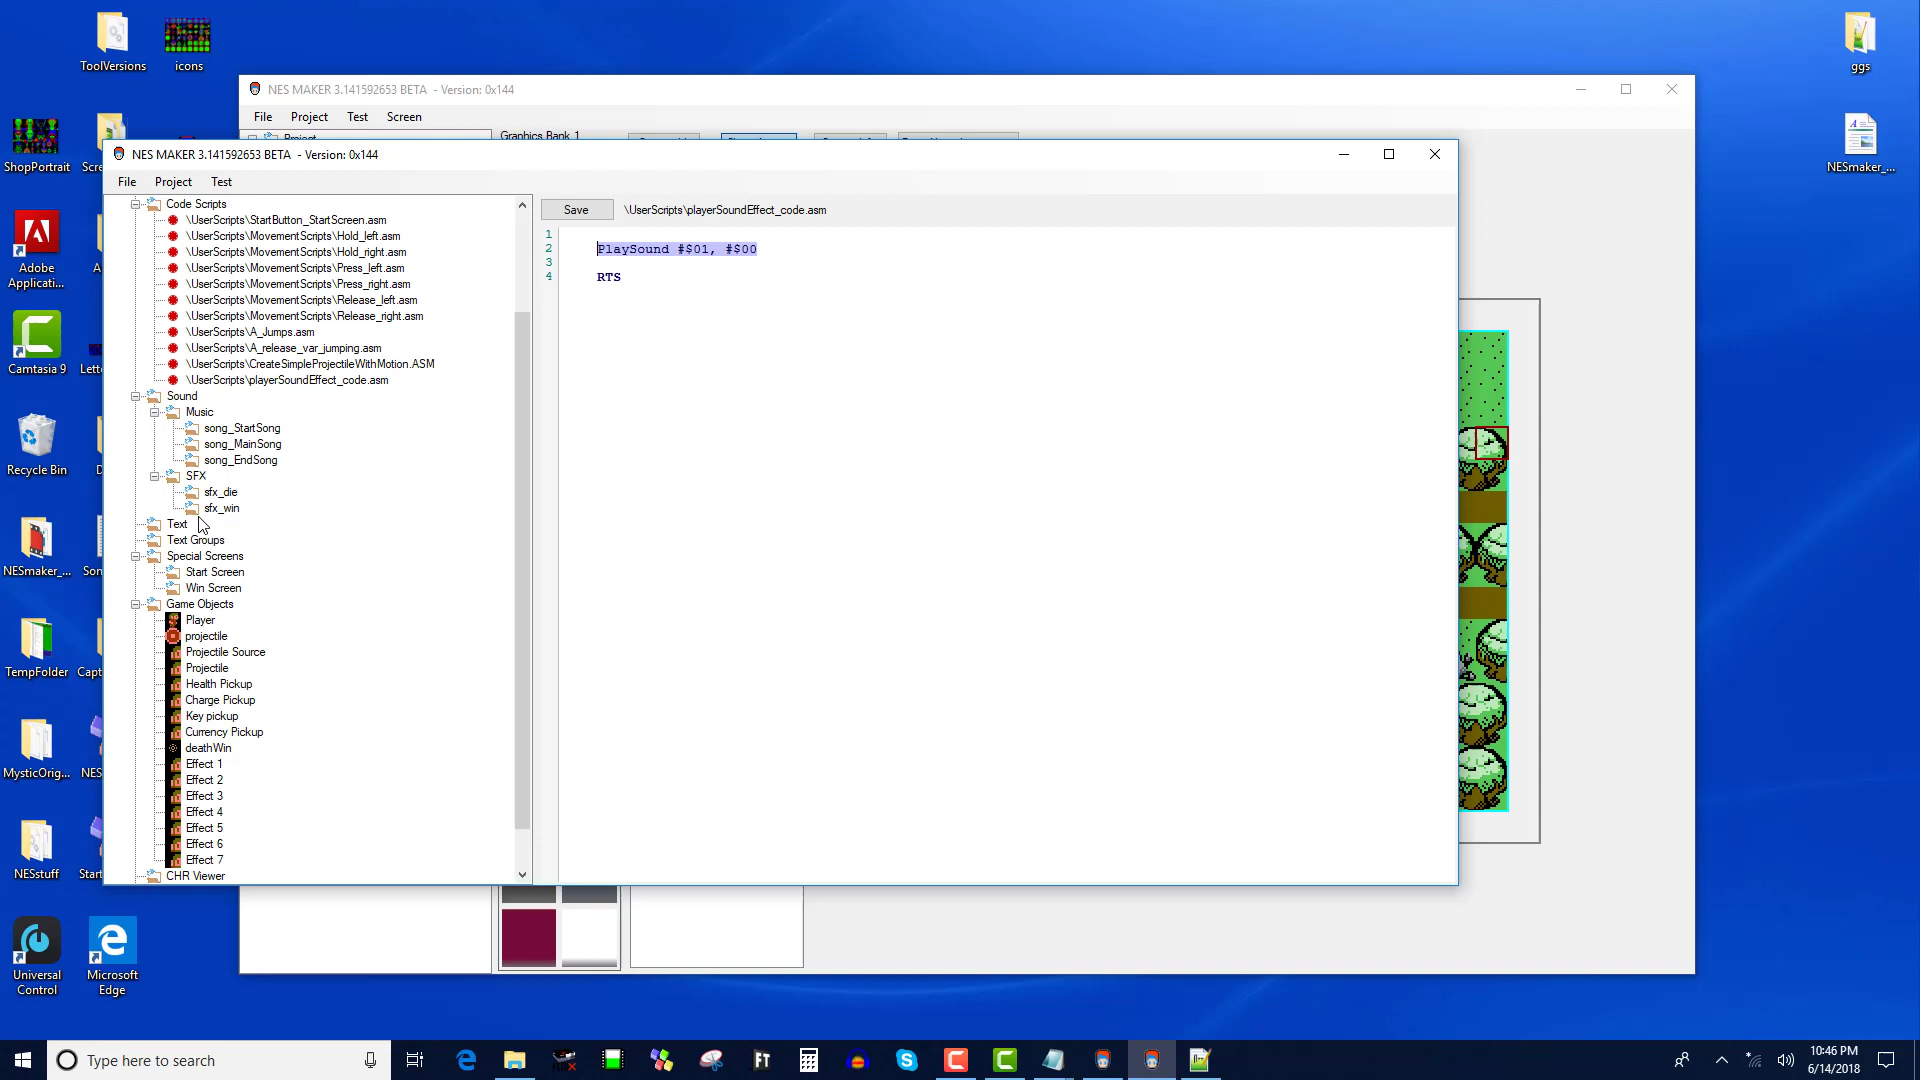 ToolVersions
icons
ggs
ShopPortrait
NESmaker_...
Adobe
Applicati...
Camtasia 9
Recycle Bin
NESmaker_...
TempFolder
MysticOrig...
NESstuff
Universal
Control
Microsoft
Edge
NES MAKER 3.141592653 BETA - Version: 0x144
File Project Test Screen
Graphics Bank 1
NES MAKER 3.141592653 BETA - Version: 0x144
File Project Test
Code Scripts
\UserScripts\StartButton_StartScreen.asm
\UserScripts\MovementScripts\Hold_left.asm
\UserScripts\MovementScripts\Hold_right.asm
\UserScripts\MovementScripts\Press_left.asm
\UserScripts\MovementScripts\Press_right.asm
\UserScripts\MovementScripts\Release_left.asm
\UserScripts\MovementScripts\Release_right.asm
\UserScripts\A_Jumps.asm
\UserScripts\A_release_var_jumping.asm
\UserScripts\CreateSimpleProjectileWithMotion.ASM
\UserScripts\playerSoundEffect_code.asm
Sound
Music
song_StartSong
song_MainSong
song_EndSong
SFX
sfx_die
sfx_win
Text
Text Groups
Special Screens
Start Screen
Win Screen
Game Objects
Player
projectile
Projectile Source
Projectile
Health Pickup
Charge Pickup
Key pickup
Currency Pickup
deathWin
Effect 1
Effect 2
Effect 3
Effect 4
Effect 5
Effect 6
Effect 7
CHR Viewer
Save \UserScripts\playerSoundEffect_code.asm
1
2 PlaySound #$01, #$00
3
4 RTS
Type here to search
FT
10:46 PM
6/14/2018